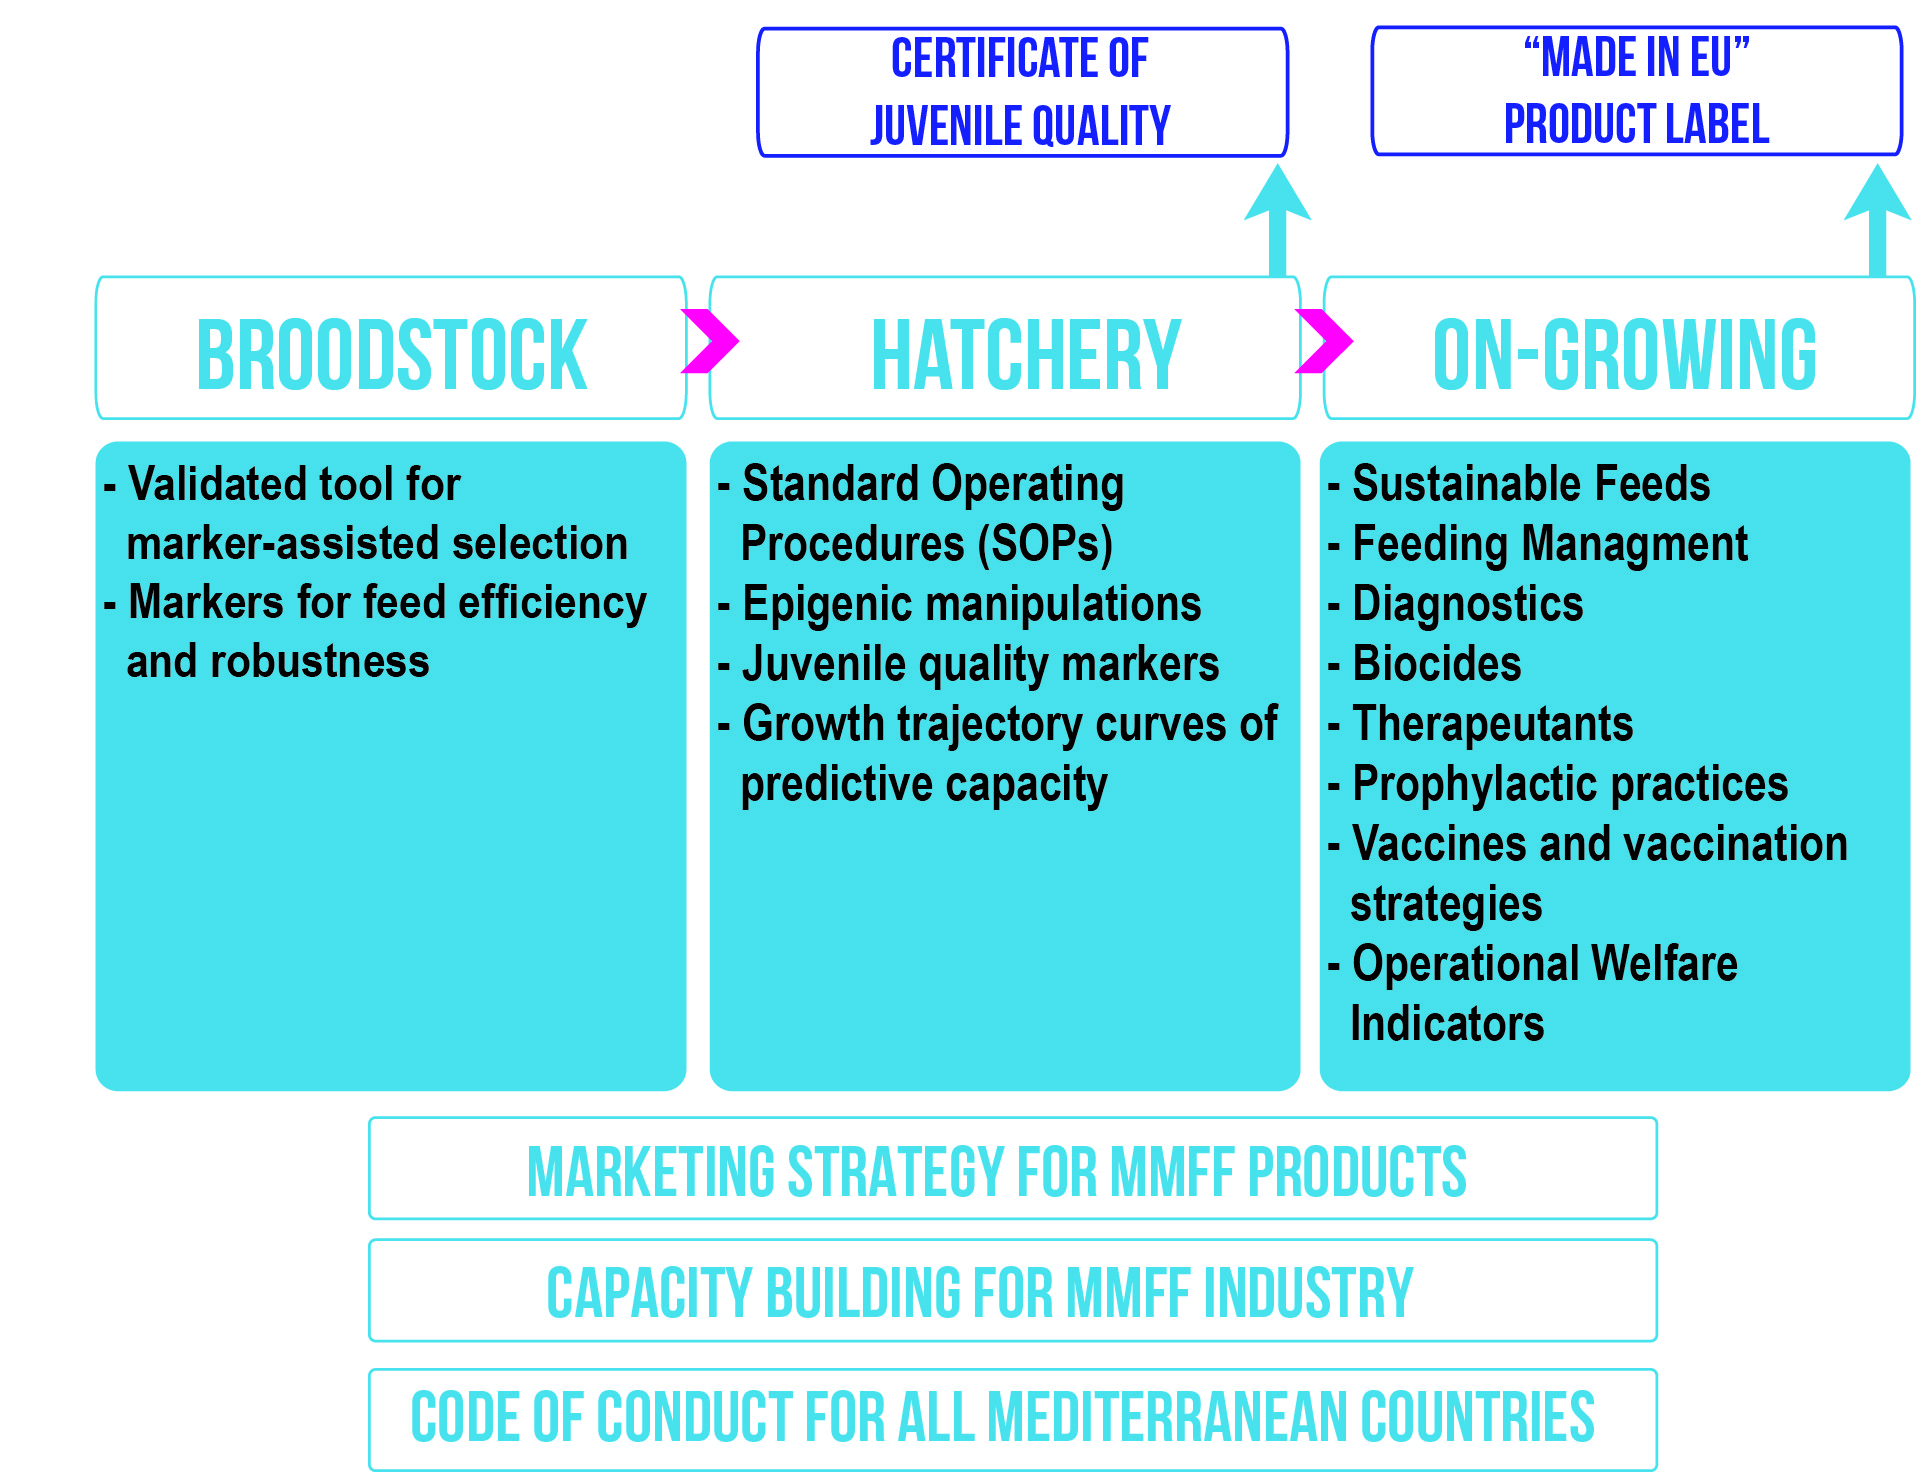 CERTIFICATE OF
JUVENILE QUALITY
“MADE IN EU”
PRODUCT LABEL
BROODSTOCK
HATCHERY
ON-GROWING
- Validated tool for
marker-assisted selection
- Markers for feed efficiency
and robustness
- Standard Operating
Procedures (SOPs)
- Epigenic manipulations
- Juvenile quality markers
- Growth trajectory curves of
predictive capacity
- Sustainable Feeds
- Feeding Managment
- Diagnostics
- Biocides
- Therapeutants
- Prophylactic practices
- Vaccines and vaccination
strategies
- Operational Welfare
Indicators
MARKETING STRATEGY FOR MMFF PRODUCTS
CAPACITY BUILDING FOR MMFF INDUSTRY
CODE OF CONDUCT FOR ALL MEDITERRANEAN COUNTRIES